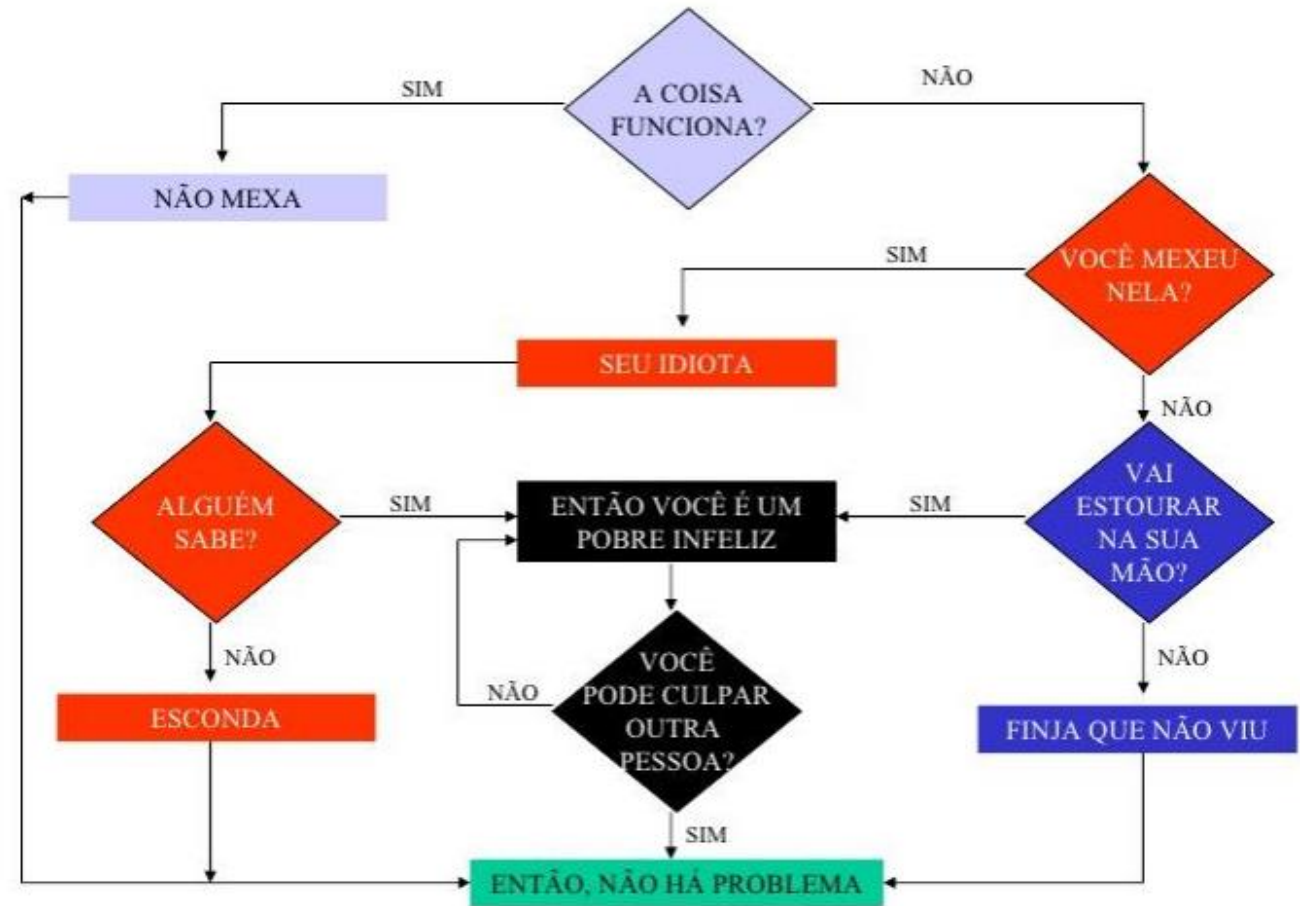 A COISA
FUNCIONA?
SIM
NÃO
NÃO MEXA
VOCÊ MEXEU
NELA?
SIM
SEU IDIOTA
NÃO
ALGUÉM
SABE?
SIM
ENTÃO VOCÊ É UM
POBRE INFELIZ
SIM
VAI
ESTOURAR
NA SUA
MÃO?
NÃO
ESCONDA
NÃO
VOCÊ
PODE CULPAR
OUTRA
PESSOA?
NÃO
FINJA QUE NÃO VIU
SIM
ENTÃO, NÃO HÁ PROBLEMA